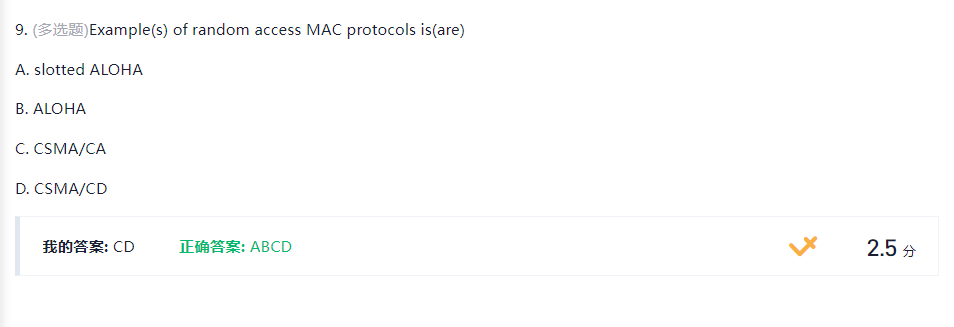 9. (多选题)Example(s) of random access MAC protocols is(are)
A. slotted ALOHA
B. ALOHA
C. CSMA/CA
D. CSMA/CD
我的答案: CD 正确答案: ABCD 2.5 分